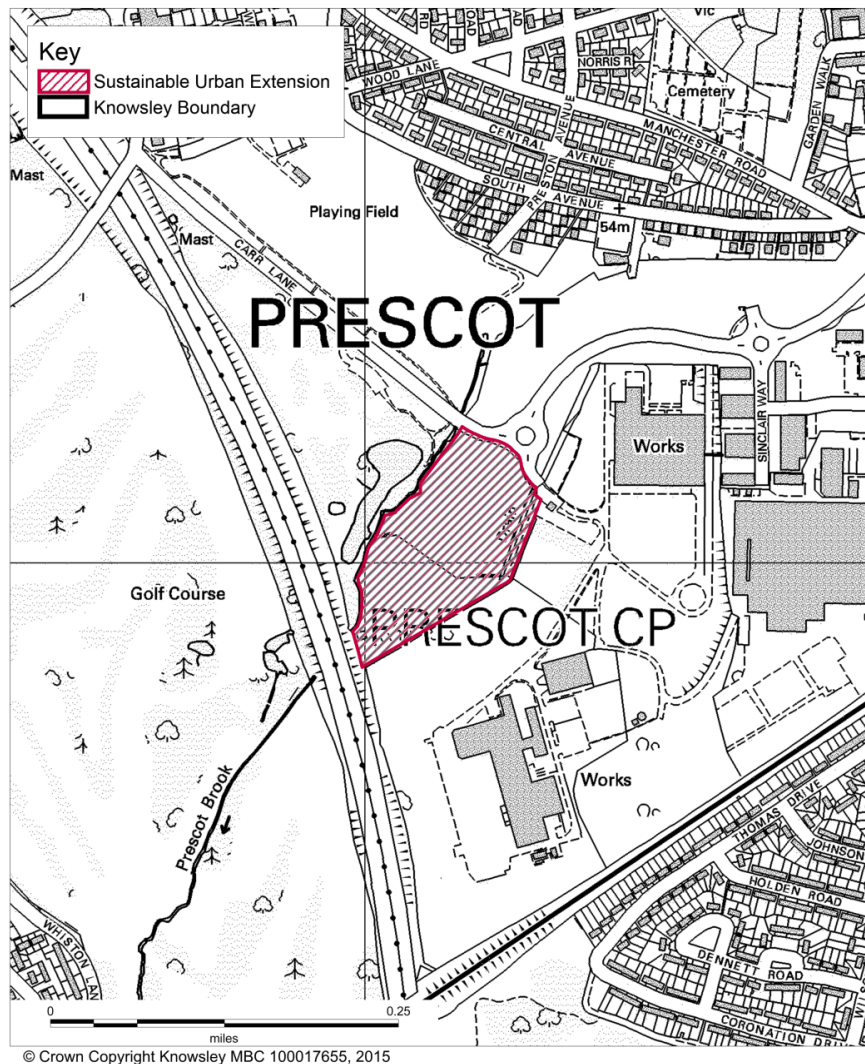 Key
Sustainable Urban Extension
Knowsley Boundary
Vic
WOOD LANE
ROAD
NORRIS R
Cemetery
GARDEN WALK
MANCHESTER ROAD
CENTRAL AVENUE
PRESTON AVENUE
SOUTH AVENUE
54m
Mast
Mast
Playing Field
CARR LANE
PRESCOT
Works
SINCLAIR WAY
Drain
Golf Course
PRESCOT CP
Works
Prescot Brook
THOMAS DRIVE
JOHNSON
HOLDEN ROAD
DENNETT ROAD
CORONATION DRIVE
WHISTON LANE
0 0.25
miles
© Crown Copyright Knowsley MBC 100017655, 2015